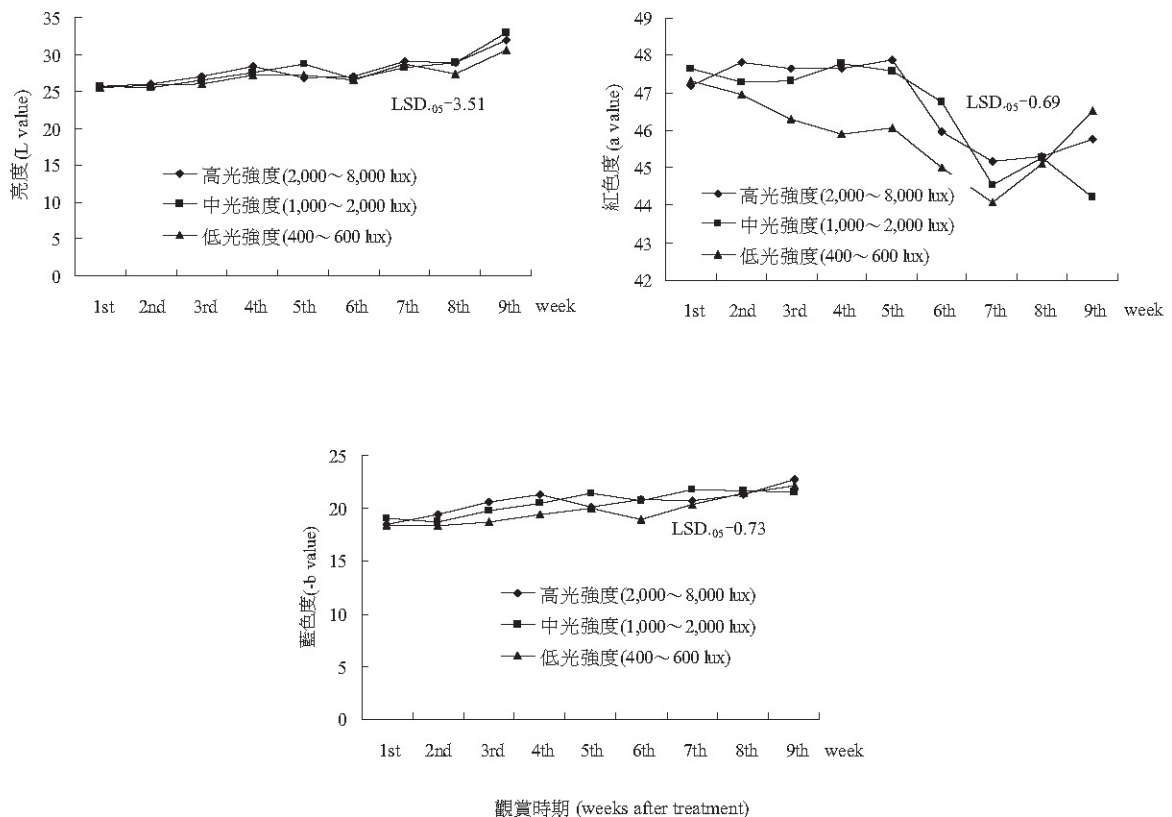 35
30
25
20
15
10
5
0
亮度(L value)
LSD.05=3.51
高光強度(2,000～8,000 lux)
中光強度(1,000～2,000 lux)
低光強度(400～600 lux)
1st 2nd 3rd 4th 5th 6th 7th 8th 9th week
49
48
47
46
45
44
43
42
紅色度(a value)
LSD.05=0.69
高光強度(2,000～8,000 lux)
中光強度(1,000～2,000 lux)
低光強度(400～600 lux)
1st 2nd 3rd 4th 5th 6th 7th 8th 9th week
25
20
15
10
5
0
藍色度(-b value)
LSD.05=0.73
高光強度(2,000～8,000 lux)
中光強度(1,000～2,000 lux)
低光強度(400～600 lux)
1st 2nd 3rd 4th 5th 6th 7th 8th 9th week
觀賞時期 (weeks after treatment)